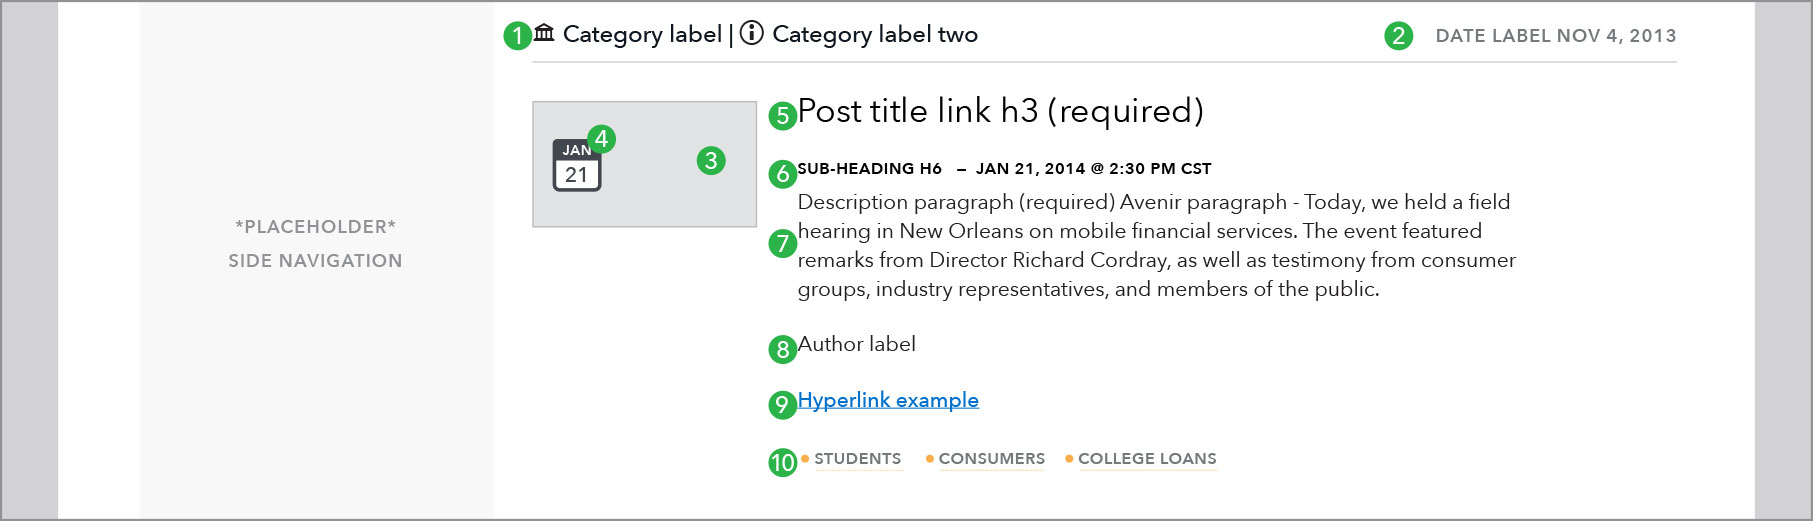 1 Category label | Category label two
2 DATE LABEL NOV 4, 2013
*PLACEHOLDER*
SIDE NAVIGATION
JAN
21
4
3
5 Post title link h3 (required)
6 SUB-HEADING H6 – JAN 21, 2014 @ 2:30 PM CST
7
Description paragraph (required) Avenir paragraph - Today, we held a field
hearing in New Orleans on mobile financial services. The event featured
remarks from Director Richard Cordray, as well as testimony from consumer
groups, industry representatives, and members of the public.
8 Author label
9 Hyperlink example
10 • STUDENTS • CONSUMERS • COLLEGE LOANS